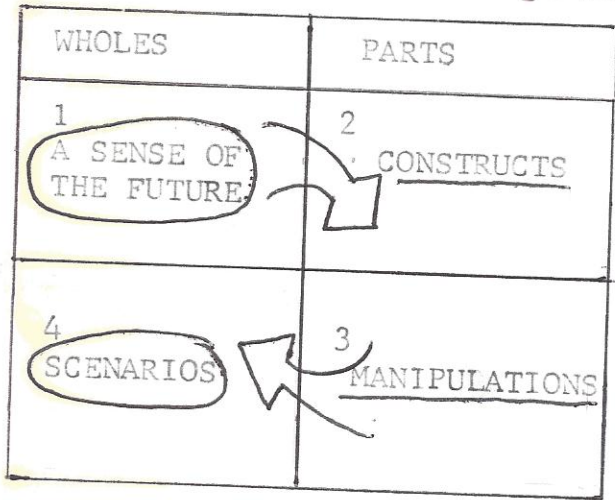 WHOLES
PARTS
1
A SENSE OF
THE FUTURE
2
CONSTRUCTS
4
SCENARIOS
3
MANIPULATIONS